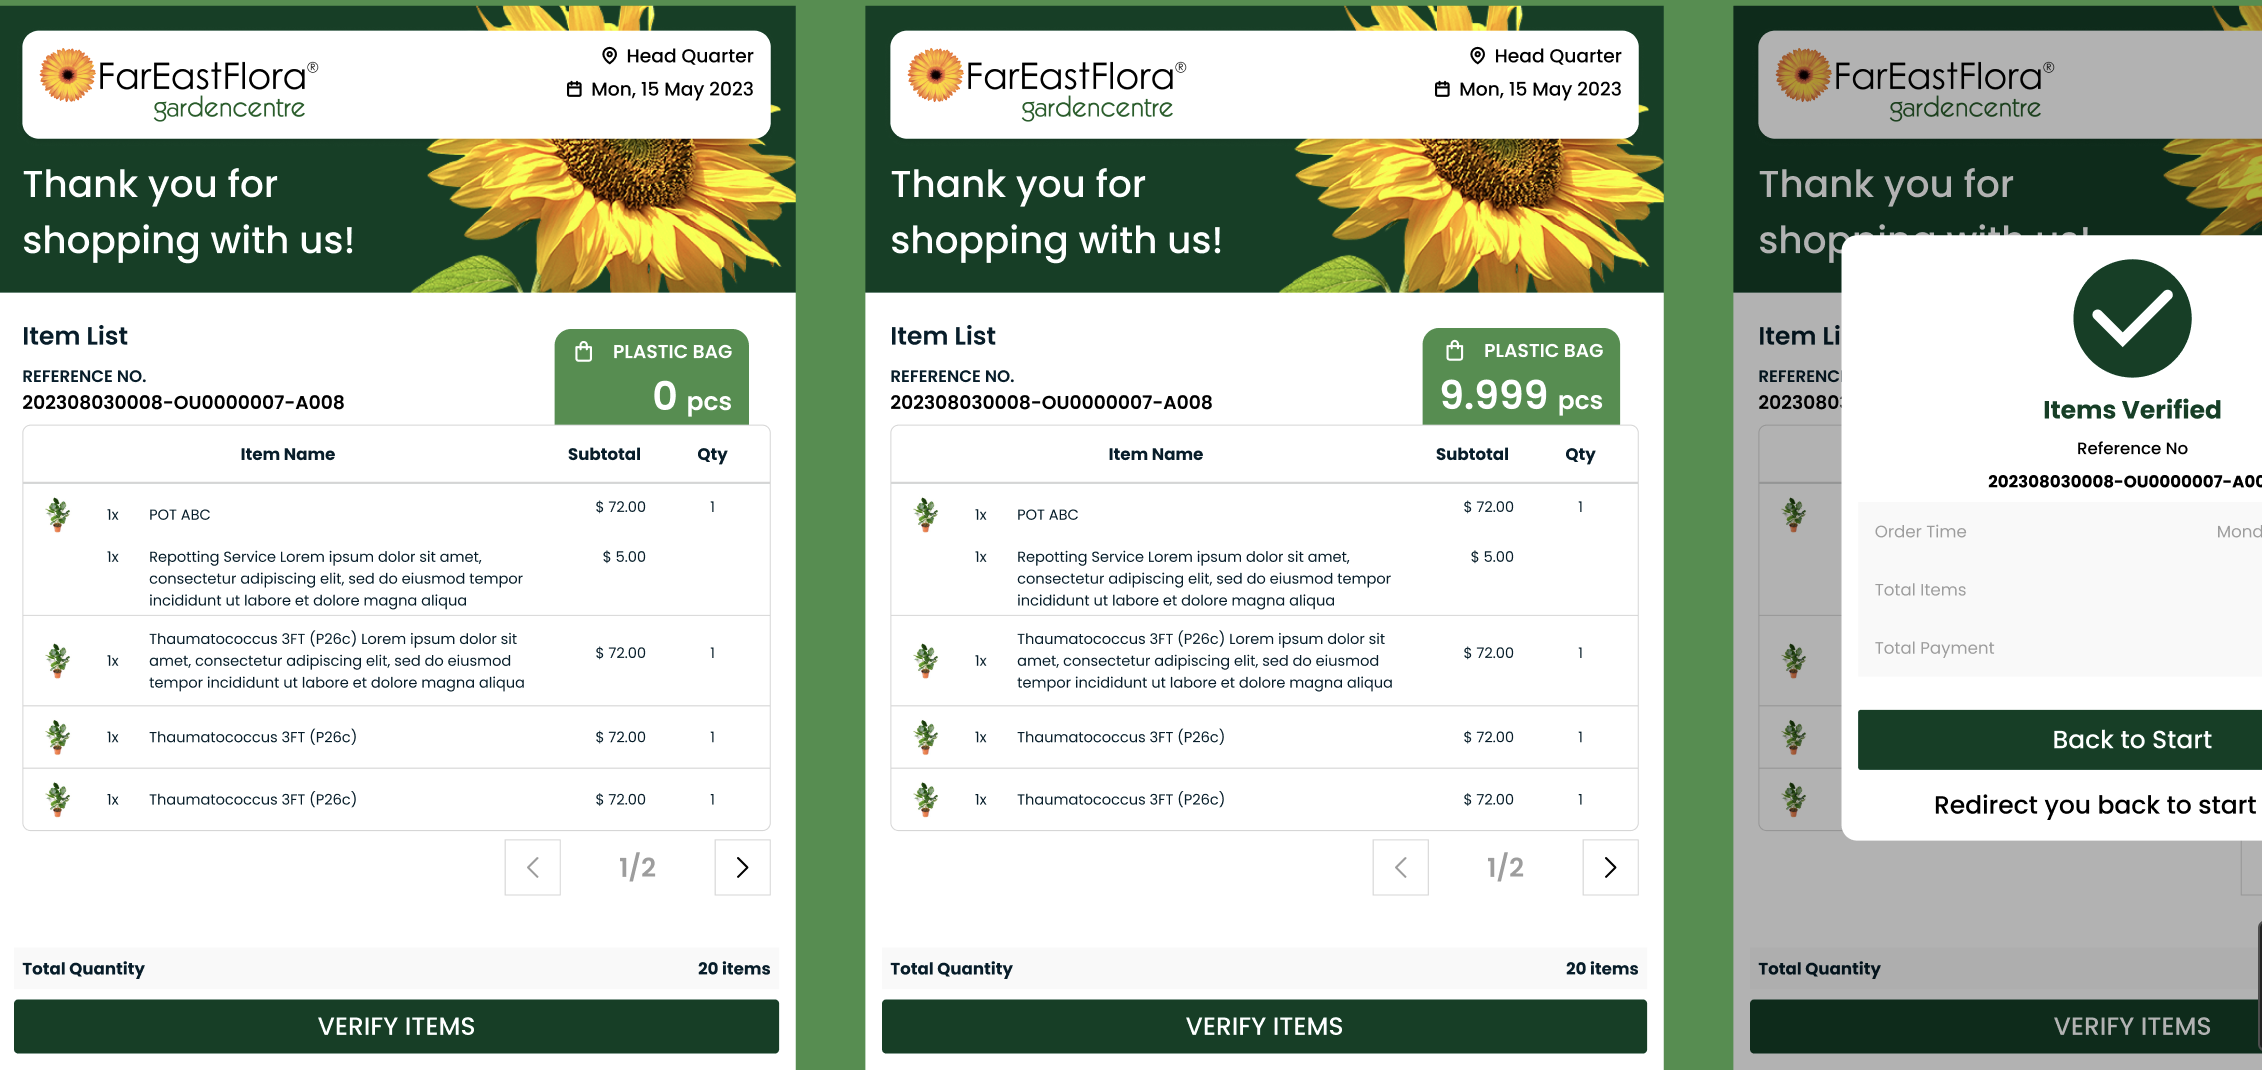 FarEastFlora®
gardencentre
Head Quarter
Mon, 15 May 2023
Thank you for
shopping with us!
Item List
REFERENCE NO.
202308030008-OU0000007-A008
PLASTIC BAG
0 pcs
Item Name Subtotal Qty
1x POT ABC $ 72.00 1
1x Repotting Service Lorem ipsum dolor sit amet, $ 5.00
consectetur adipiscing elit, sed do eiusmod tempor
incididunt ut labore et dolore magna aliqua
Thaumatococcus 3FT (P26c) Lorem ipsum dolor sit
1x amet, consectetur adipiscing elit, sed do eiusmod $ 72.00 1
tempor incididunt ut labore et dolore magna aliqua
1x Thaumatococcus 3FT (P26c) $ 72.00 1
1x Thaumatococcus 3FT (P26c) $ 72.00 1
1/2
Total Quantity 20 items
VERIFY ITEMS
FarEastFlora®
gardencentre
Head Quarter
Mon, 15 May 2023
Thank you for
shopping with us!
Item List
REFERENCE NO.
202308030008-OU0000007-A008
PLASTIC BAG
9.999 pcs
Item Name Subtotal Qty
1x POT ABC $ 72.00 1
1x Repotting Service Lorem ipsum dolor sit amet, $ 5.00
consectetur adipiscing elit, sed do eiusmod tempor
incididunt ut labore et dolore magna aliqua
Thaumatococcus 3FT (P26c) Lorem ipsum dolor sit
1x amet, consectetur adipiscing elit, sed do eiusmod $ 72.00 1
tempor incididunt ut labore et dolore magna aliqua
1x Thaumatococcus 3FT (P26c) $ 72.00 1
1x Thaumatococcus 3FT (P26c) $ 72.00 1
1/2
Total Quantity 20 items
VERIFY ITEMS
FarEastFlora®
gardencentre
Thank you for
shopping with us!
Item Li
REFERENC
2023080
Items Verified
Reference No
202308030008-OU0000007-A00
Order Time Mond
Total Items
Total Payment
Back to Start
Redirect you back to start
Total Quantity
VERIFY ITEMS